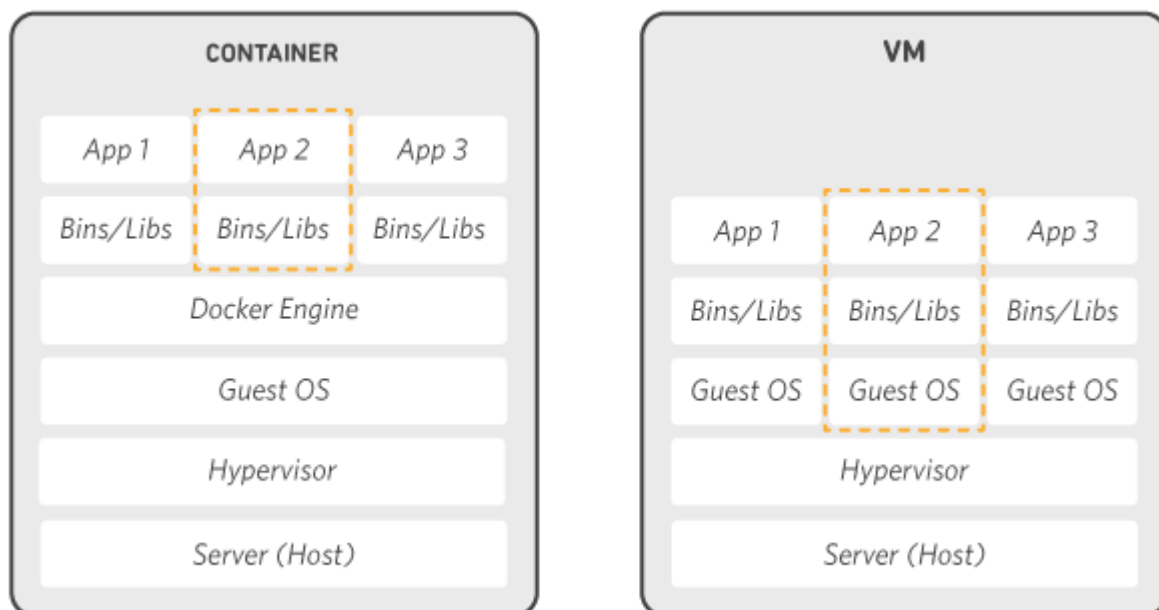 CONTAINER
App 1 App 2 App 3
Bins/Libs Bins/Libs Bins/Libs
Docker Engine
Guest OS
Hypervisor
Server (Host)
VM
App 1 App 2 App 3
Bins/Libs Bins/Libs Bins/Libs
Guest OS Guest OS Guest OS
Hypervisor
Server (Host)